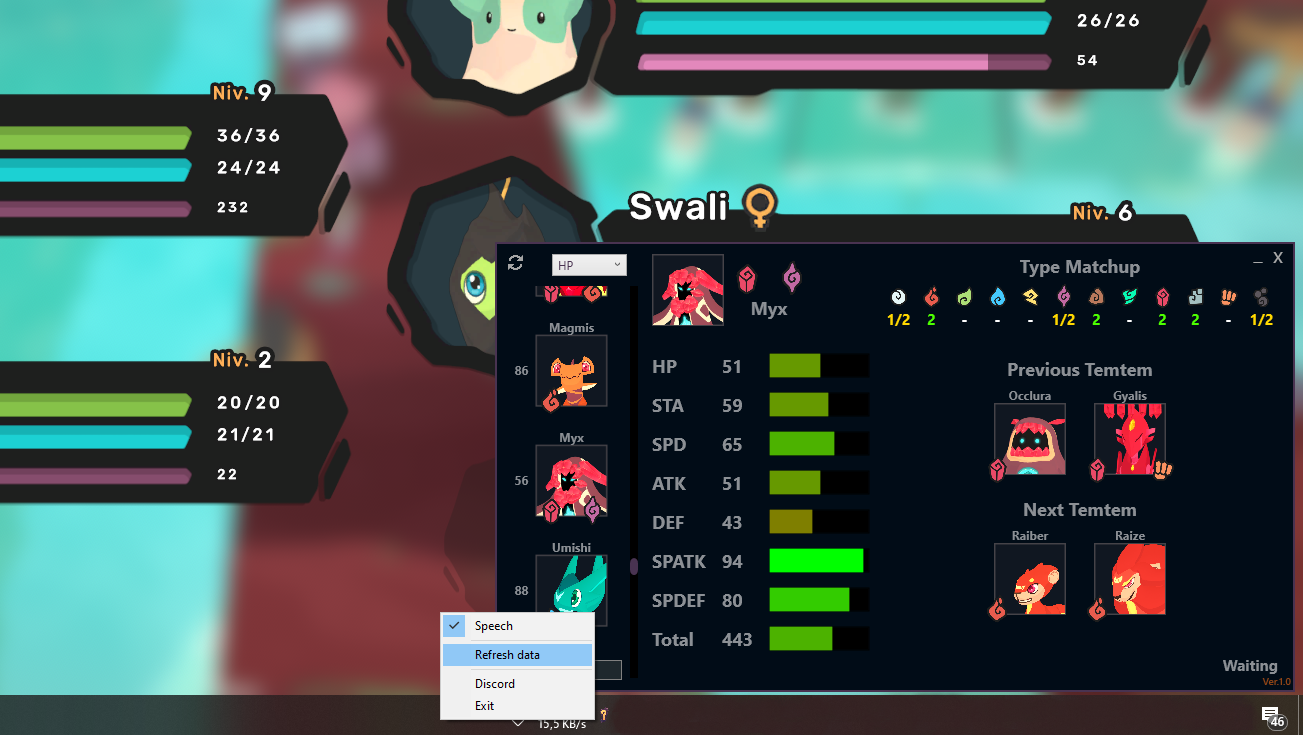 26/26
54
Niv. 9
36/36
24/24
232
Swali
Niv. 6
Niv. 2
20/20
21/21
22
HP
Magmis
86
Myx
56
Umishi
88
Myx
HP 51
STA 59
SPD 65
ATK 51
DEF 43
SPATK 94
SPDEF 80
Total 443
_ X
Type Matchup
1/2 2 - - - 1/2 2 - 2 2 - 1/2
Previous Temtem
Occlura Gyalis
Next Temtem
Raiber Raize
Waiting
Ver.1.0
Speech
Refresh data
Discord
Exit
15,5 KB/s
46